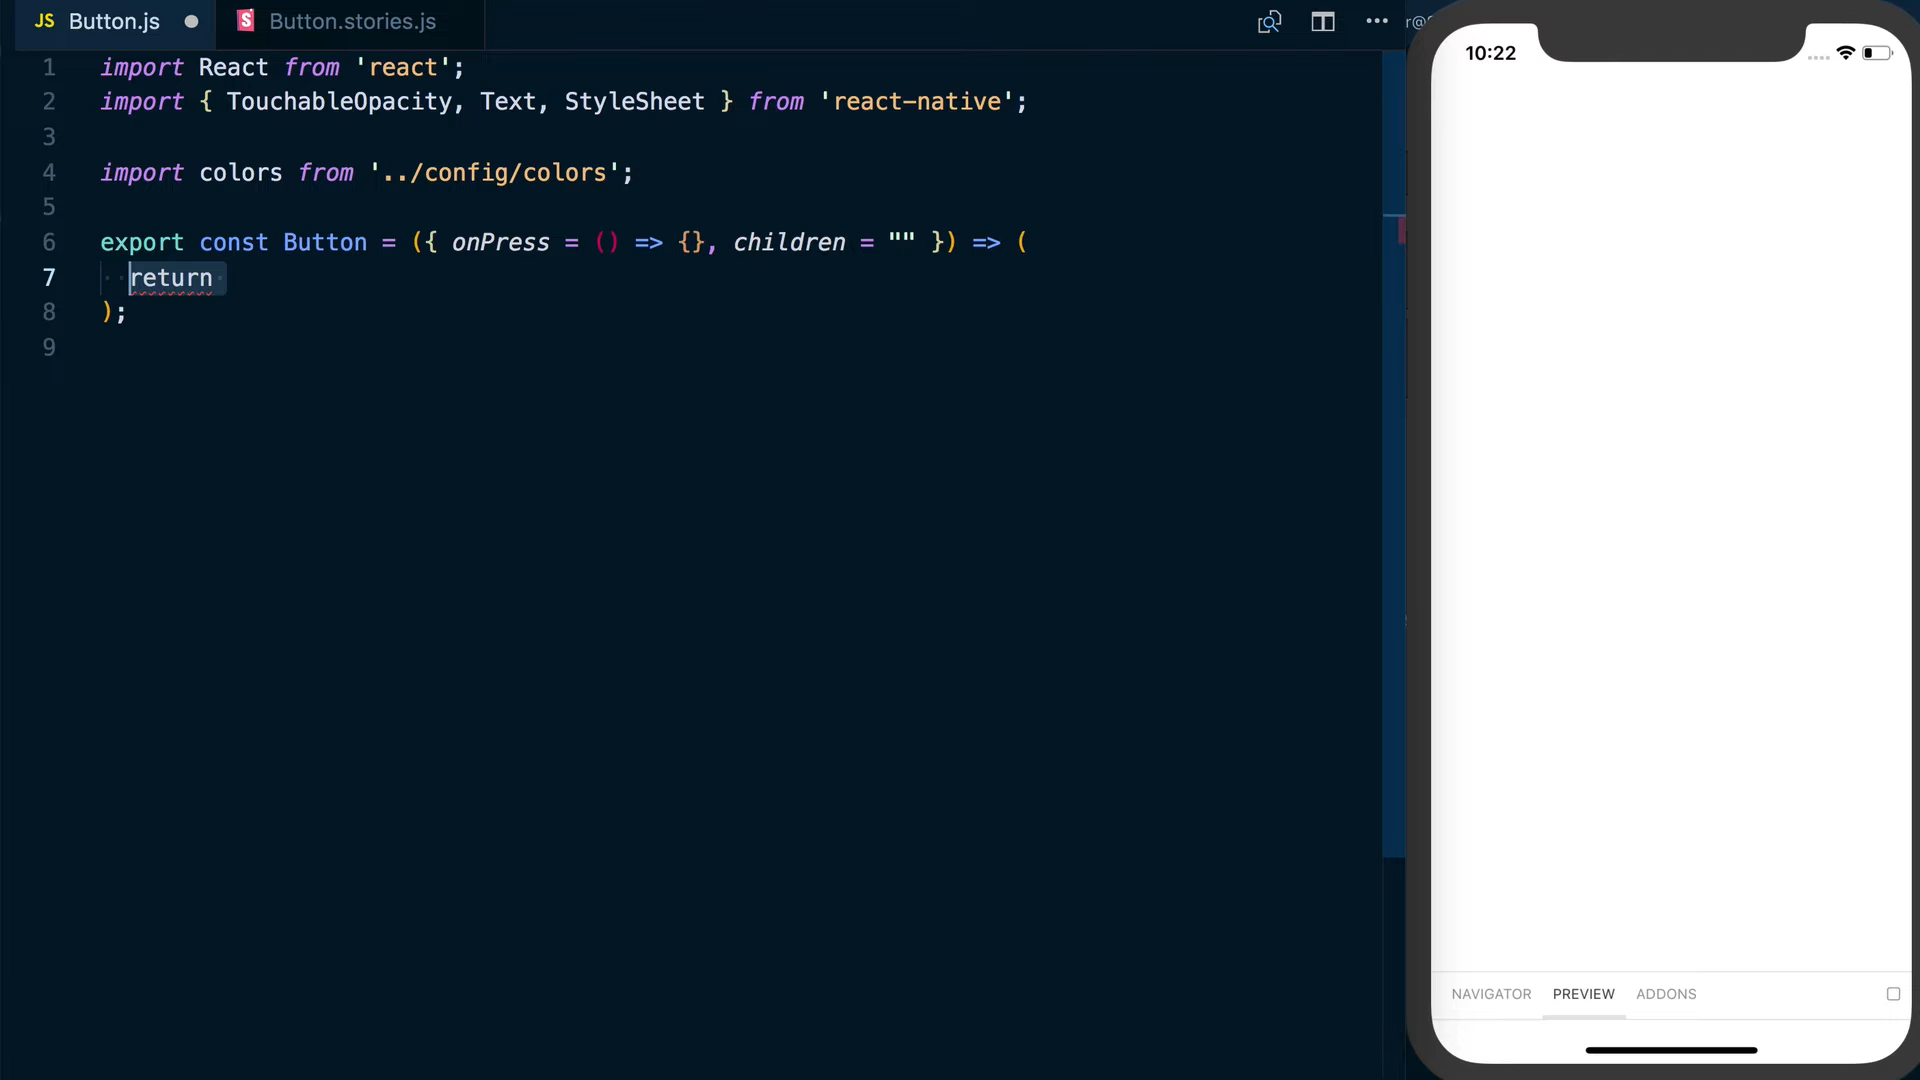 JS Button.js
Button.stories.js
1 import React from 'react';
2 import { TouchableOpacity, Text, StyleSheet } from 'react-native';
3
4 import colors from '../config/colors';
5
6 export const Button = ({ onPress = () => {}, children = "" }) => (
7 return
8 );
9
r@
10:22
NAVIGATOR PREVIEW ADDONS